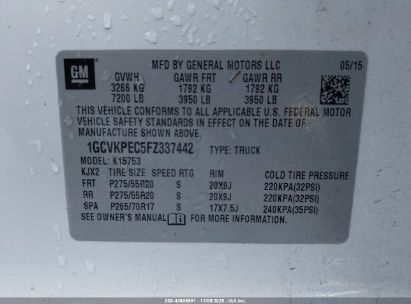 GM
MFD BY GENERAL MOTORS LLC
05/15
GVWR GAWR FRT GAWR RR
3266 KG 1792 KG 1792 KG
7200 LB 3950 LB 3950 LB
THIS VEHICLE CONFORMS TO ALL APPLICABLE U.S. FEDERAL MOTOR
VEHICLE SAFETY STANDARDS IN EFFECT ON THE DATE OF
MANUFACTURE SHOWN ABOVE.
1GCVKPEC5FZ337442 TYPE: TRUCK
MODEL: K15753
KJX2 TIRE SIZE SPEED RTG RIM COLD TIRE PRESSURE
FRT P275/55R20 S 20X9J 220KPA(32PSI)
RR P275/55R20 S 20X9J 220KPA(32PSI)
SPA P265/70R17 S 17X7.5J 240KPA(35PSI)
SEE OWNER'S MANUAL FOR MORE INFORMATION.